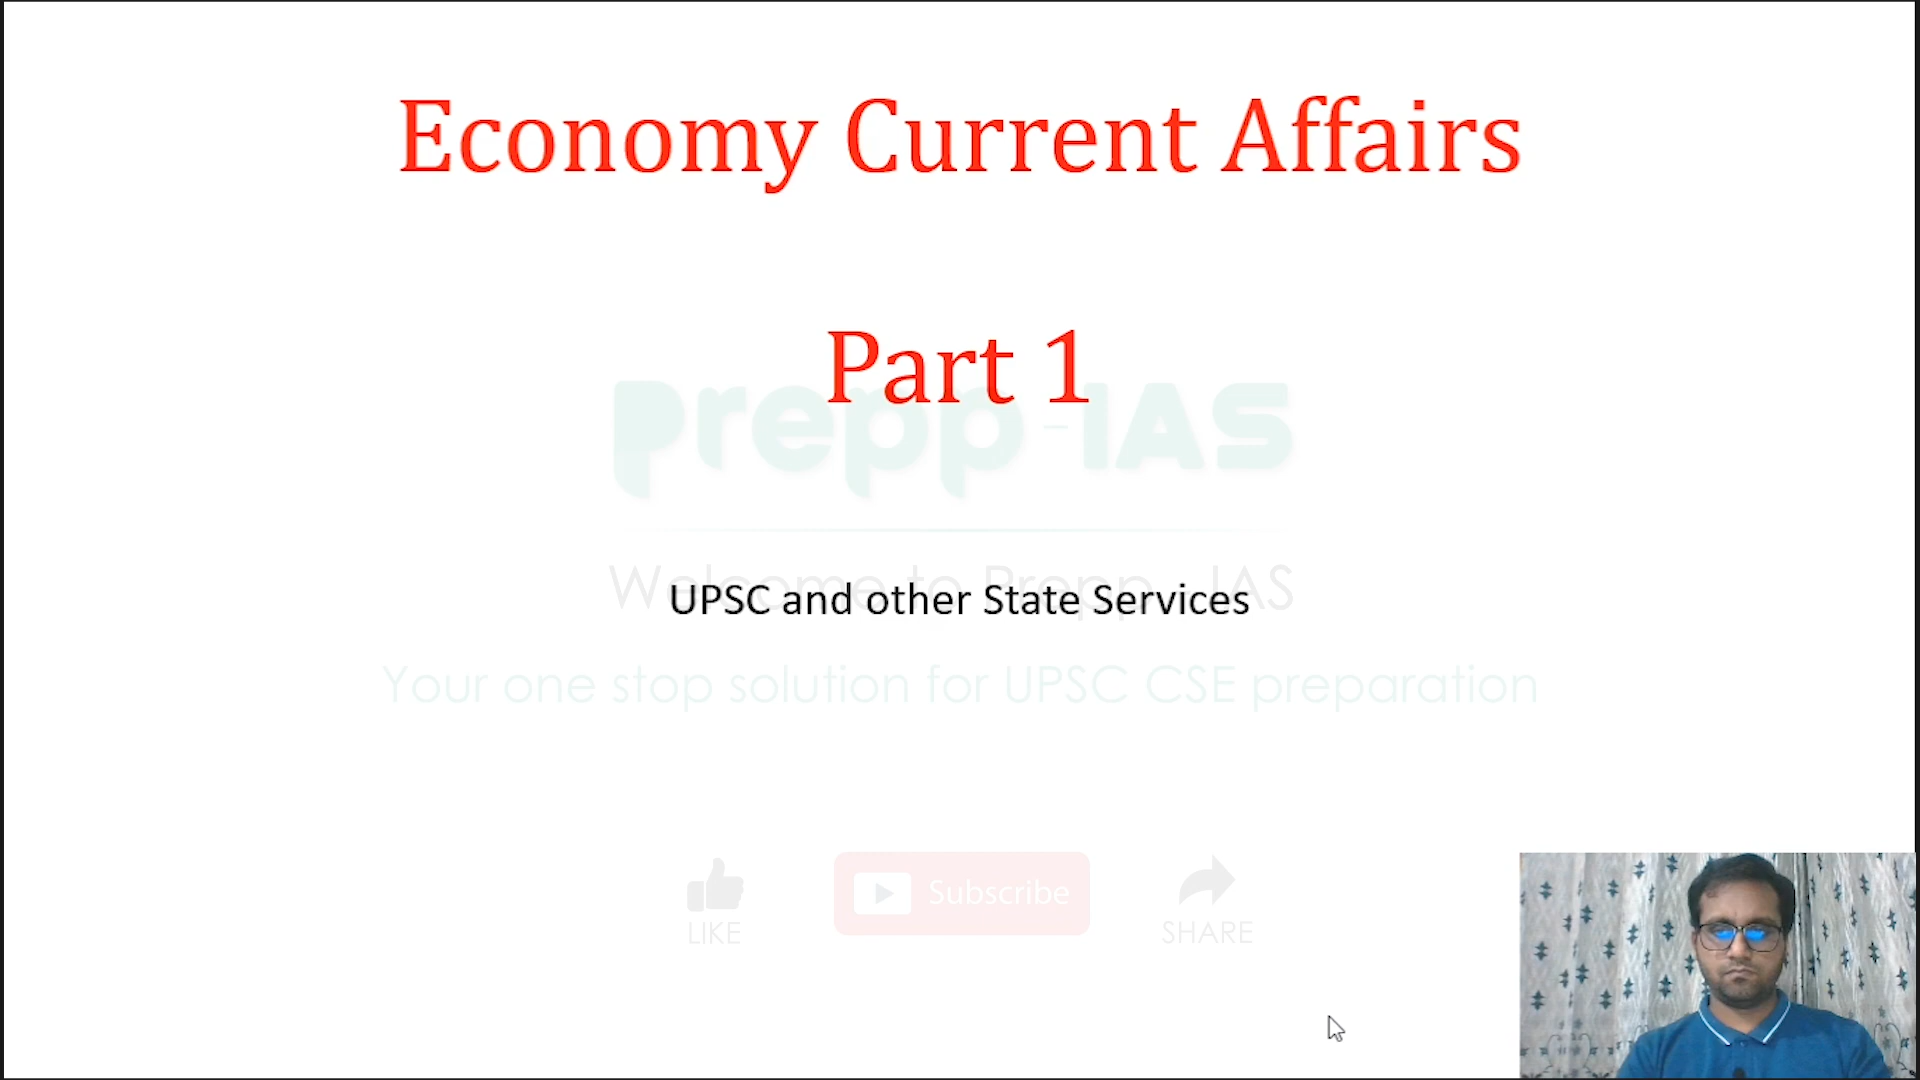 Economy Current Affairs
Part 1
Prepp-IAS
Welcome to Prepp-IAS
UPSC and other State Services
Your one stop solution for UPSC CSE preparation
Subscribe
LIKE
SHARE